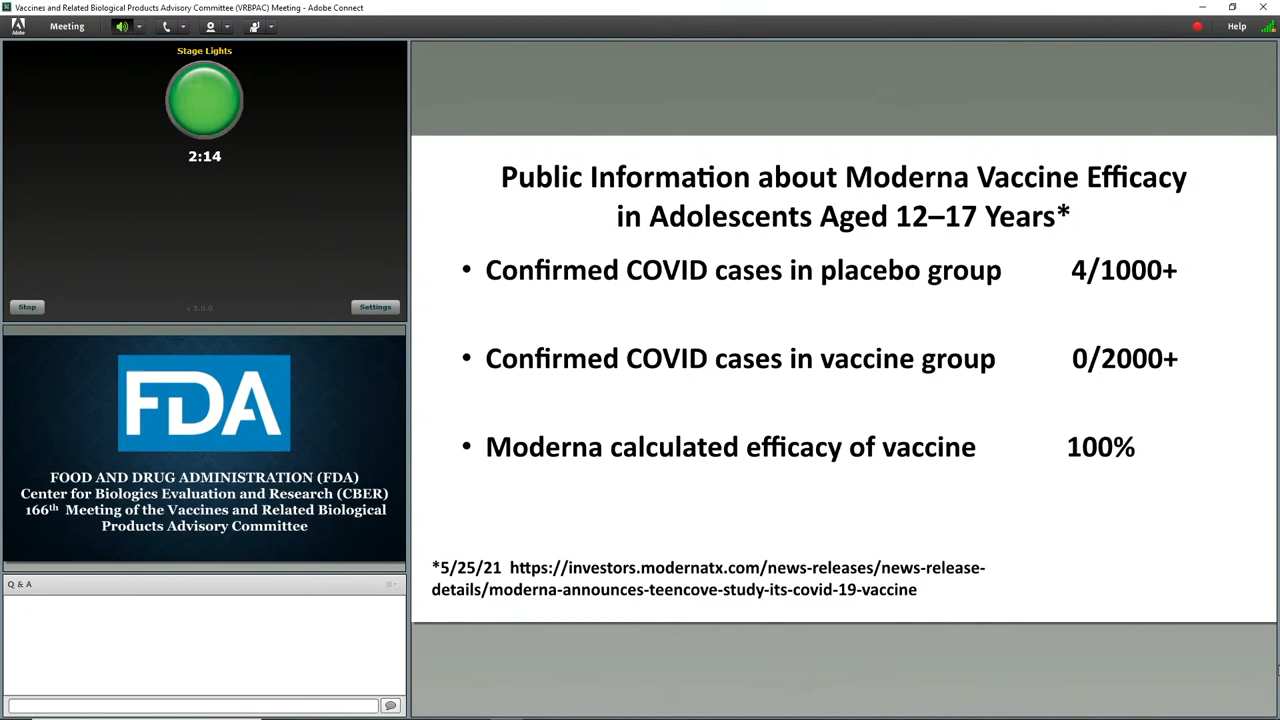 Vaccines and Related Biological Products Advisory Committee (VRBPAC) Meeting - Adobe Connect
Adobe
Meeting
Help
Stage Lights
2:14
Stop
v 5.0.0
Settings
FDA
FOOD AND DRUG ADMINISTRATION (FDA)
Center for Biologics Evaluation and Research (CBER)
166th Meeting of the Vaccines and Related Biological
Products Advisory Committee
Q & A
Public Information about Moderna Vaccine Efficacy
in Adolescents Aged 12–17 Years*
• Confirmed COVID cases in placebo group 4/1000+
• Confirmed COVID cases in vaccine group 0/2000+
• Moderna calculated efficacy of vaccine 100%
*5/25/21 https://investors.modernatx.com/news-releases/news-release-
details/moderna-announces-teencove-study-its-covid-19-vaccine